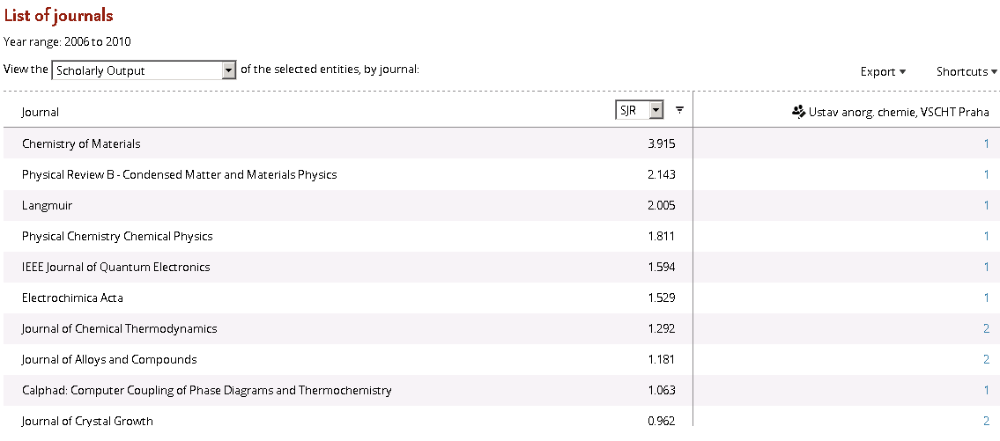 List of journals
Year range: 2006 to 2010
View the Scholarly Output of the selected entities, by journal:
Export Shortcuts
Journal SJR Ustav anorg. chemie, VSCHT Praha
Chemistry of Materials 3.915 1
Physical Review B - Condensed Matter and Materials Physics 2.143 1
Langmuir 2.005 1
Physical Chemistry Chemical Physics 1.811 1
IEEE Journal of Quantum Electronics 1.594 1
Electrochimica Acta 1.529 1
Journal of Chemical Thermodynamics 1.292 2
Journal of Alloys and Compounds 1.181 2
Calphad: Computer Coupling of Phase Diagrams and Thermochemistry 1.063 1
Journal of Crystal Growth 0.962 2